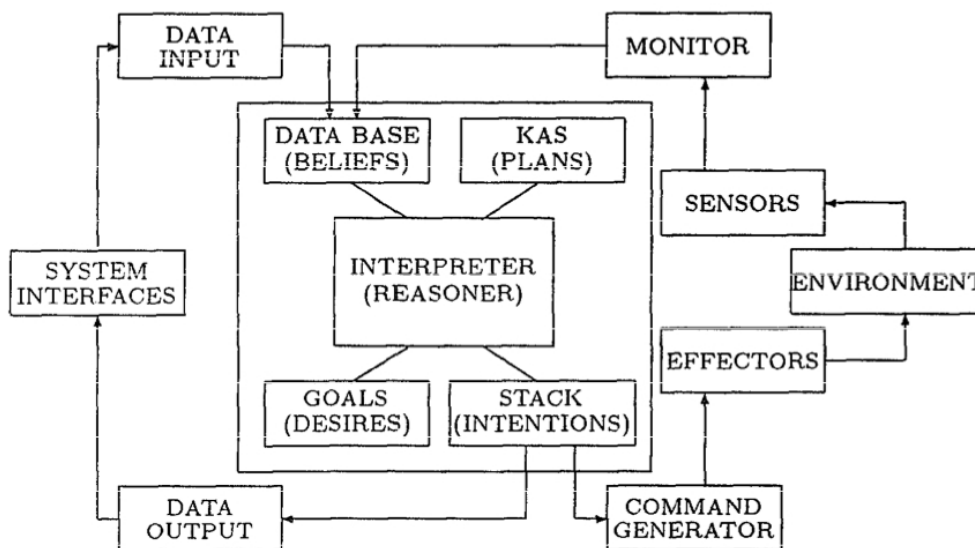 DATA
INPUT
MONITOR
DATA BASE
(BELIEFS)
KAS
(PLANS)
SENSORS
INTERPRETER
(REASONER)
SYSTEM
INTERFACES
ENVIRONMENT
EFFECTORS
GOALS
(DESIRES)
STACK
(INTENTIONS)
DATA
OUTPUT
COMMAND
GENERATOR